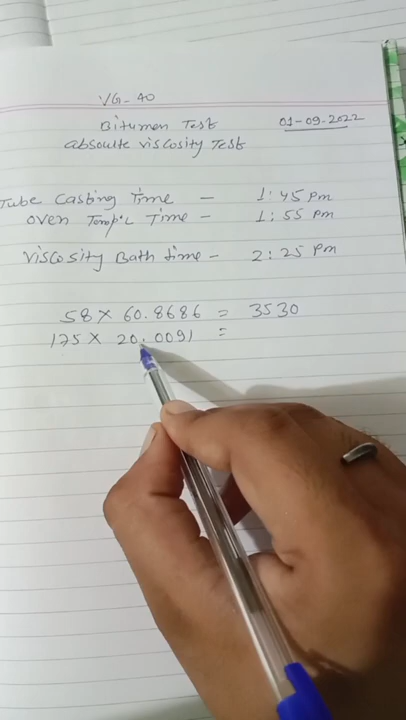 VG-40
Bitumen Test 01-09-2022
absoulte viscosity Test
Tube Casting Time - 1:45 Pm
oven Temp:c Time - 1:55 Pm
Viscosity Bath time - 2:25 Pm
58 × 60.8686 = 3530
175 × 20.0091 =